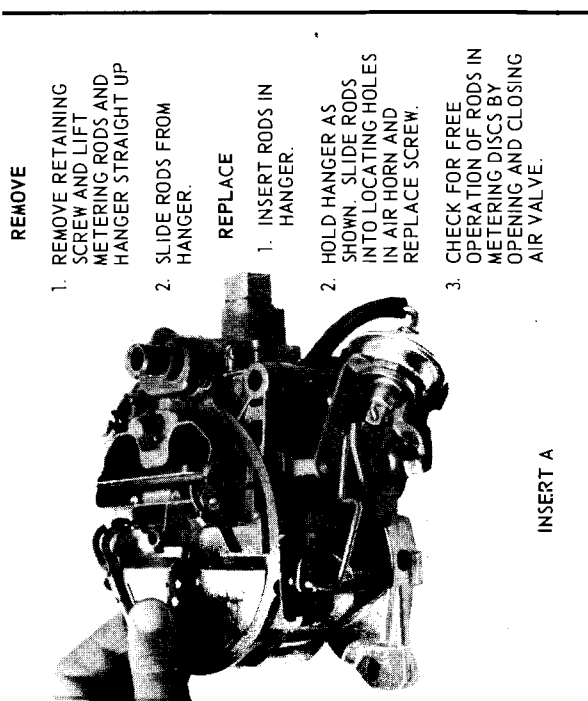 REMOVE
1. REMOVE RETAINING
SCREW AND LIFT
METERING RODS AND
HANGER STRAIGHT UP
2. SLIDE RODS FROM
HANGER.
REPLACE
1. INSERT RODS IN
HANGER.
2. HOLD HANGER AS
SHOWN. SLIDE RODS
INTO LOCATING HOLES
IN AIR HORN AND
REPLACE SCREW.
3. CHECK FOR FREE
OPERATION OF RODS IN
METERING DISCS BY
OPENING AND CLOSING
AIR VALVE.
INSERT A